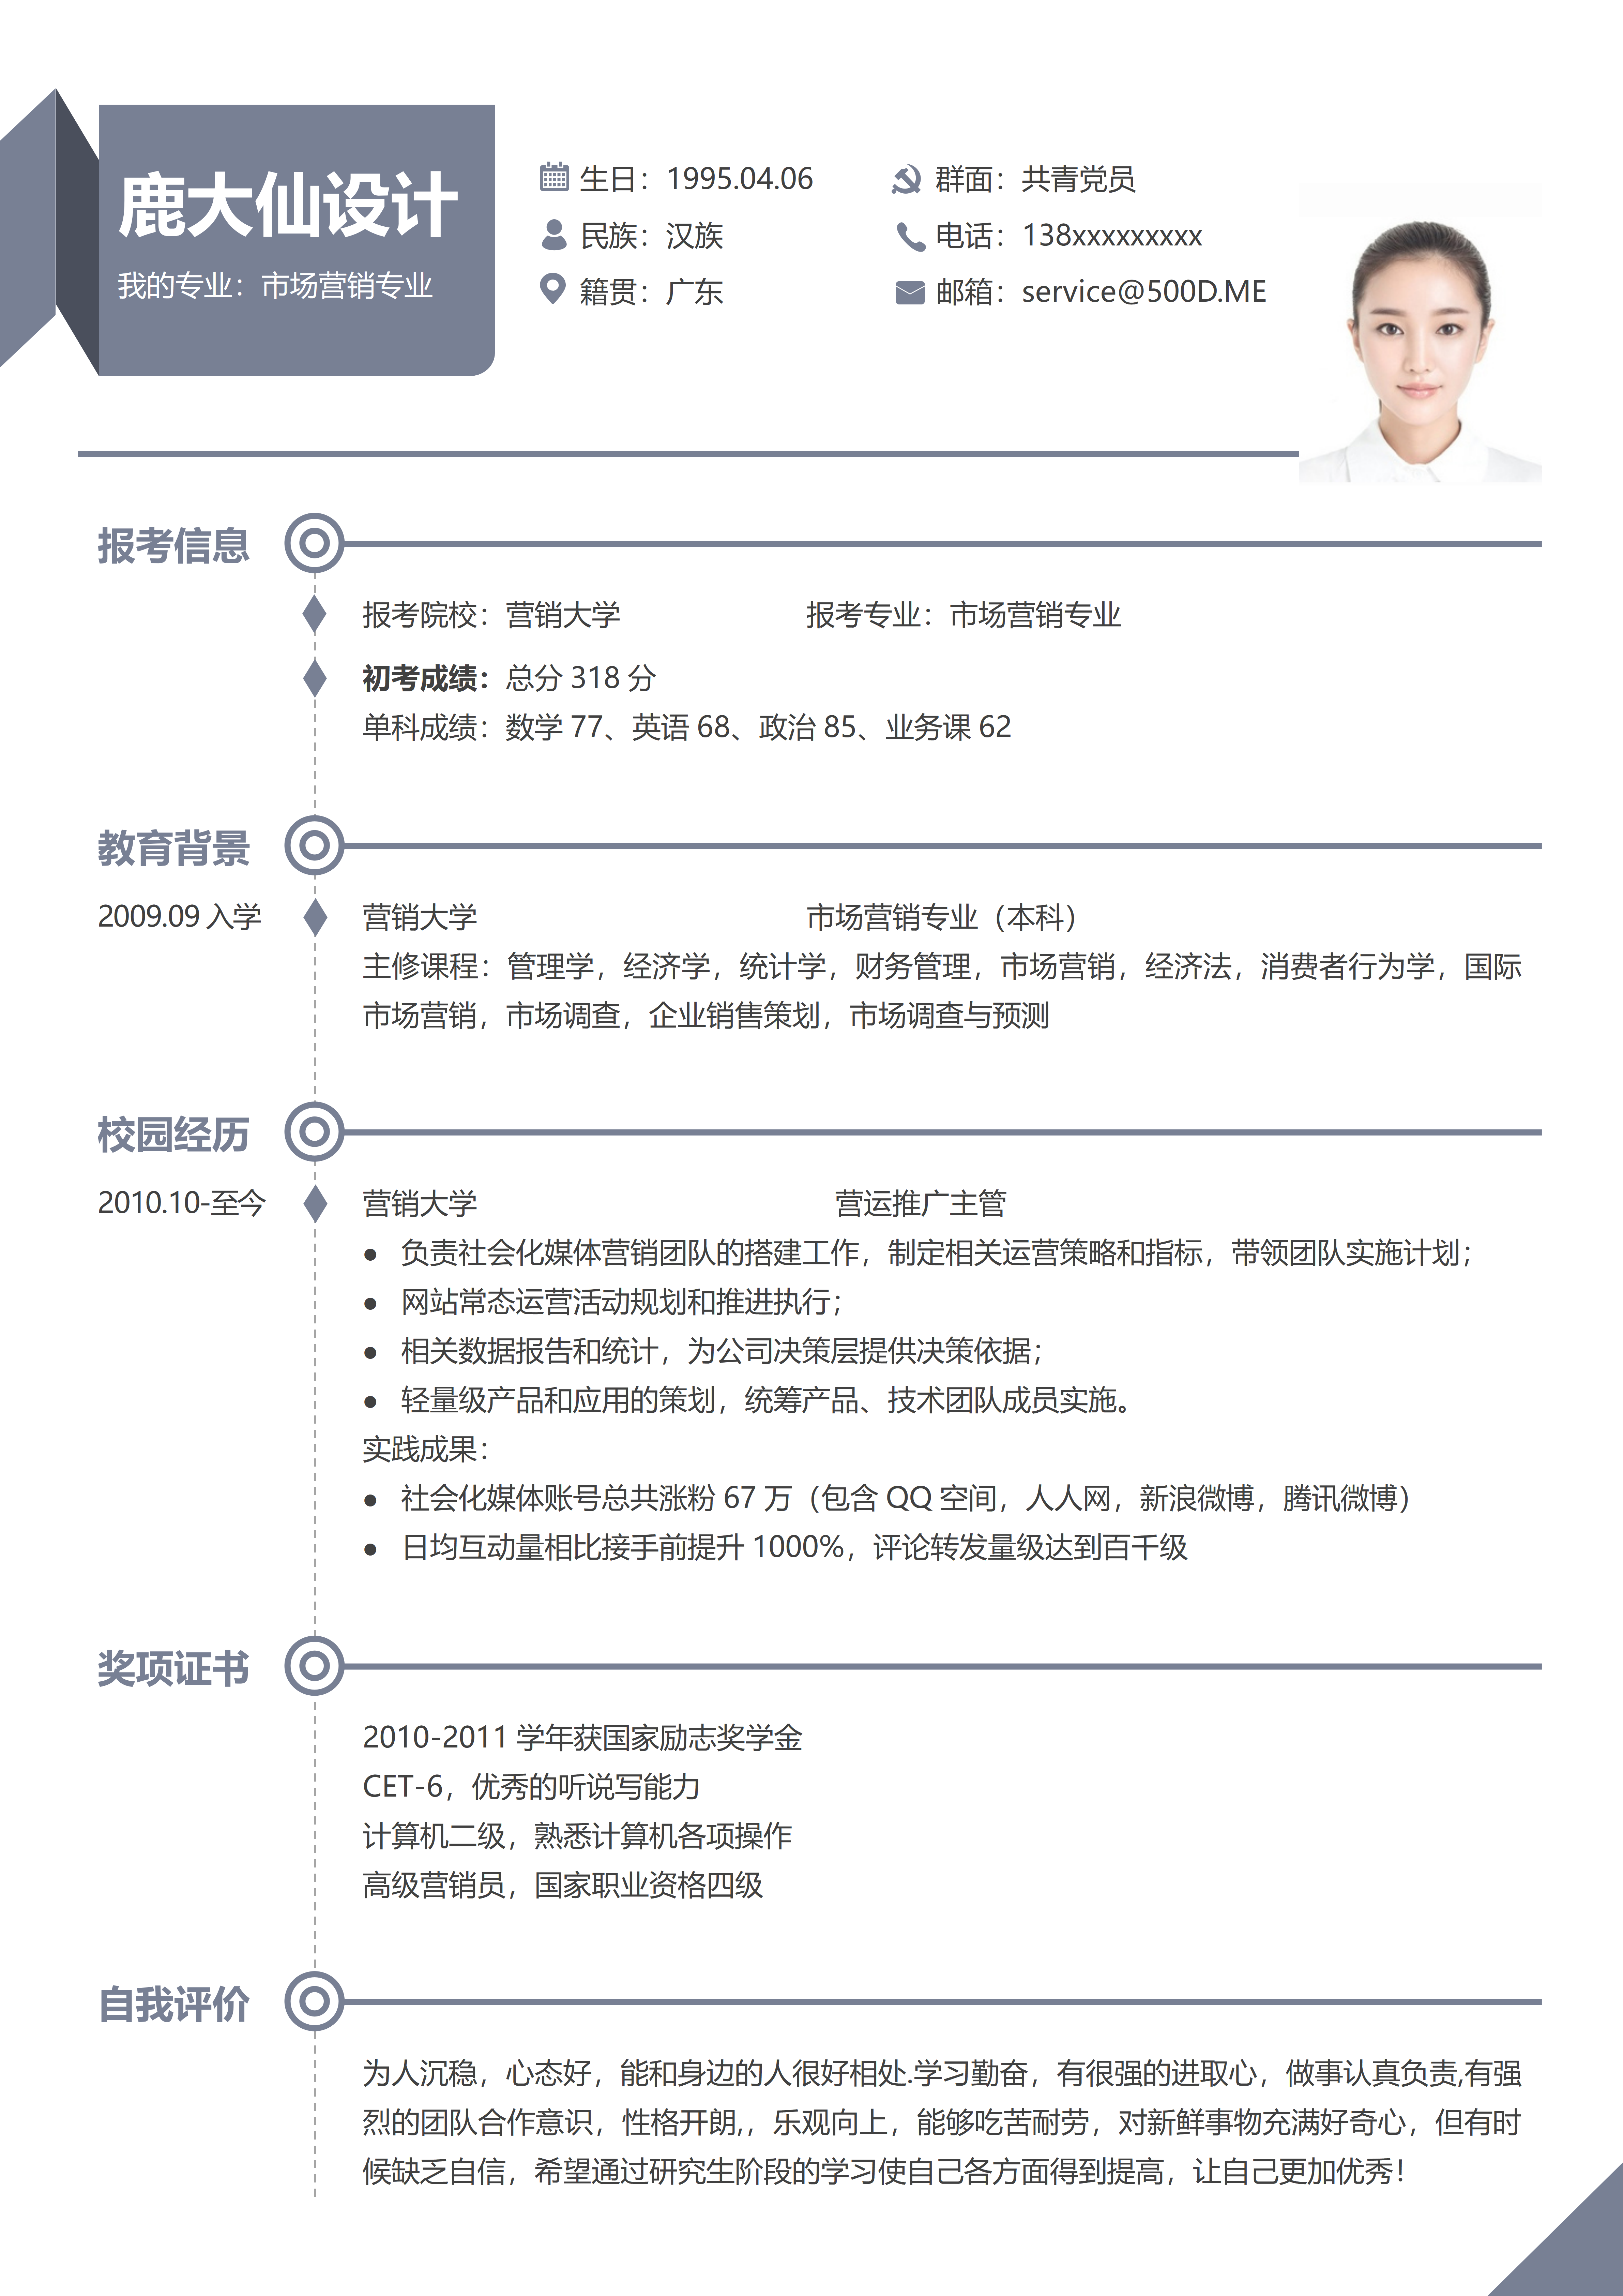 鹿大仙设计
我的专业：市场营销专业
生日：1995.04.06
群面：共青党员
民族：汉族
电话：138xxxxxxxxx
籍贯：广东
邮箱：service@500D.ME
报考信息
报考院校：营销大学 报考专业：市场营销专业
初考成绩：总分 318 分
单科成绩：数学 77、英语 68、政治 85、业务课 62
教育背景
2009.09 入学 营销大学 市场营销专业（本科）
主修课程：管理学，经济学，统计学，财务管理，市场营销，经济法，消费者行为学，国际
市场营销，市场调查，企业销售策划，市场调查与预测
校园经历
2010.10-至今 营销大学 营运推广主管
● 负责社会化媒体营销团队的搭建工作，制定相关运营策略和指标，带领团队实施计划；
● 网站常态运营活动规划和推进执行；
● 相关数据报告和统计，为公司决策层提供决策依据；
● 轻量级产品和应用的策划，统筹产品、技术团队成员实施。
实践成果：
● 社会化媒体账号总共涨粉 67 万（包含 QQ 空间，人人网，新浪微博，腾讯微博）
● 日均互动量相比接手前提升 1000%，评论转发量级达到百千级
奖项证书
2010-2011 学年获国家励志奖学金
CET-6，优秀的听说写能力
计算机二级，熟悉计算机各项操作
高级营销员，国家职业资格四级
自我评价
为人沉稳，心态好，能和身边的人很好相处.学习勤奋，有很强的进取心，做事认真负责,有强
烈的团队合作意识，性格开朗,，乐观向上，能够吃苦耐劳，对新鲜事物充满好奇心，但有时
候缺乏自信，希望通过研究生阶段的学习使自己各方面得到提高，让自己更加优秀！